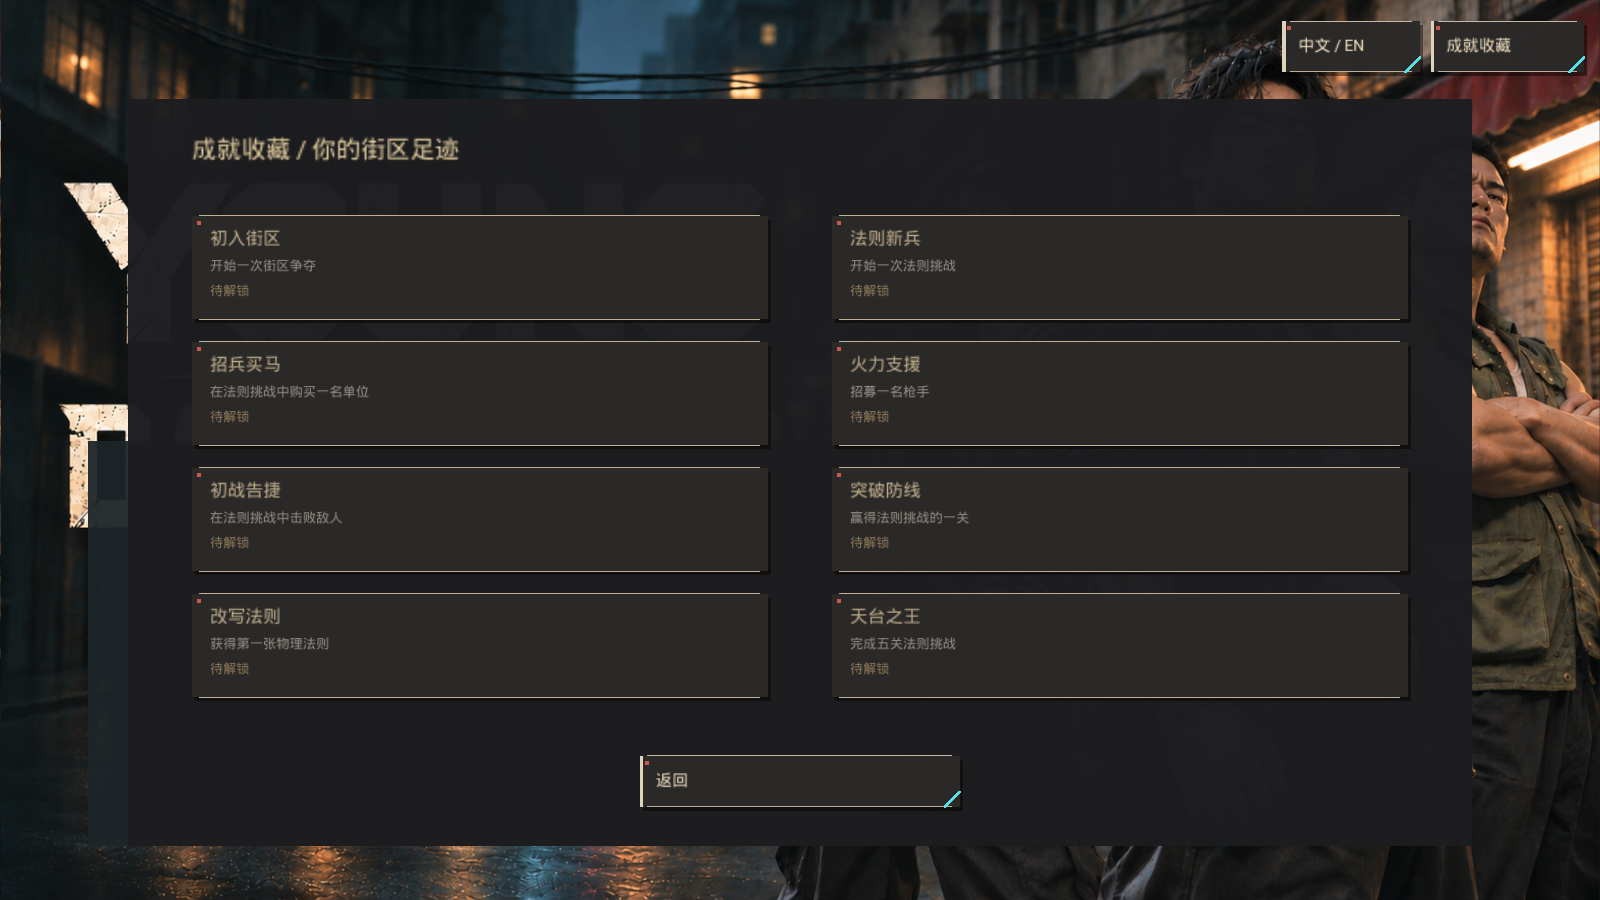 中文 / EN
成就收藏
成就收藏 / 你的街区足迹
初入街区
开始一次街区争夺
待解锁
法则新兵
开始一次法则挑战
待解锁
招兵买马
在法则挑战中购买一名单位
待解锁
火力支援
招募一名枪手
待解锁
初战告捷
在法则挑战中击败敌人
待解锁
突破防线
赢得法则挑战的一关
待解锁
改写法则
获得第一张物理法则
待解锁
天台之王
完成五关法则挑战
待解锁
返回